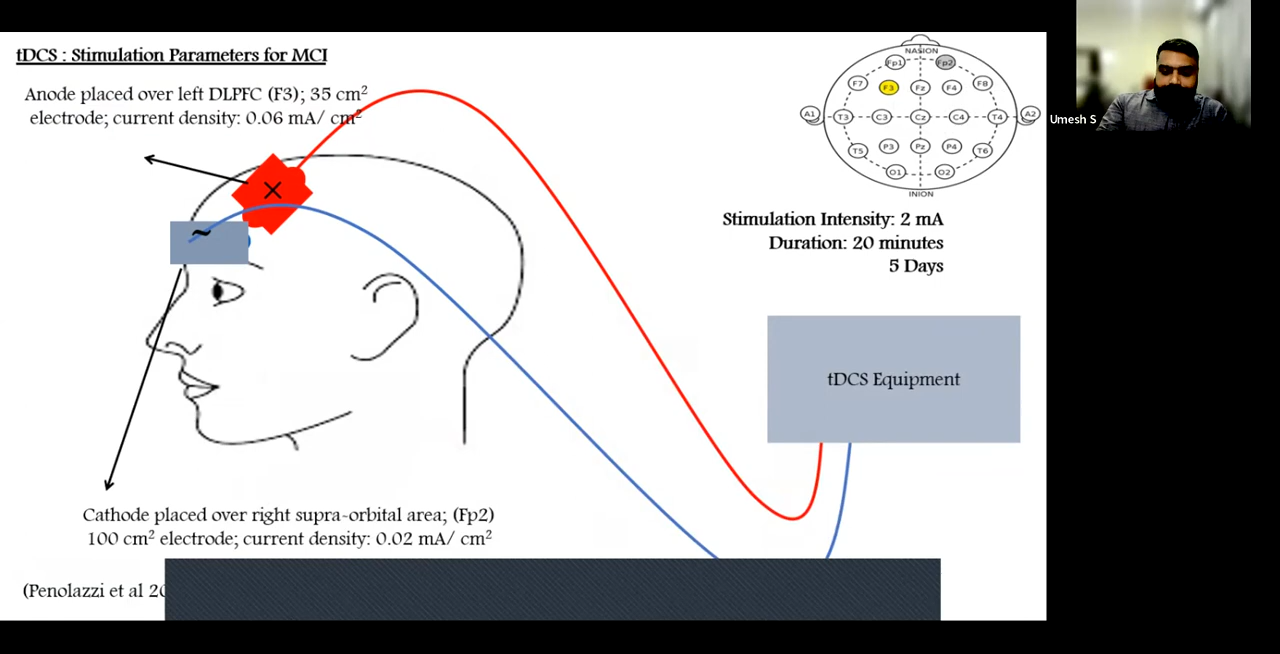 tDCS : Stimulation Parameters for MCI
Anode placed over left DLPFC (F3); 35 cm²
electrode; current density: 0.06 mA/ cm²
NASION
Fp1 Fp2
F7 F3 Fz F4 F8
A1 T3 C3 Cz C4 T4 A2
T5 P3 Pz P4 T6
O1 O2
INION
Umesh S
Stimulation Intensity: 2 mA
Duration: 20 minutes
5 Days
tDCS Equipment
Cathode placed over right supra-orbital area; (Fp2)
100 cm² electrode; current density: 0.02 mA/ cm²
(Penolazzi et al